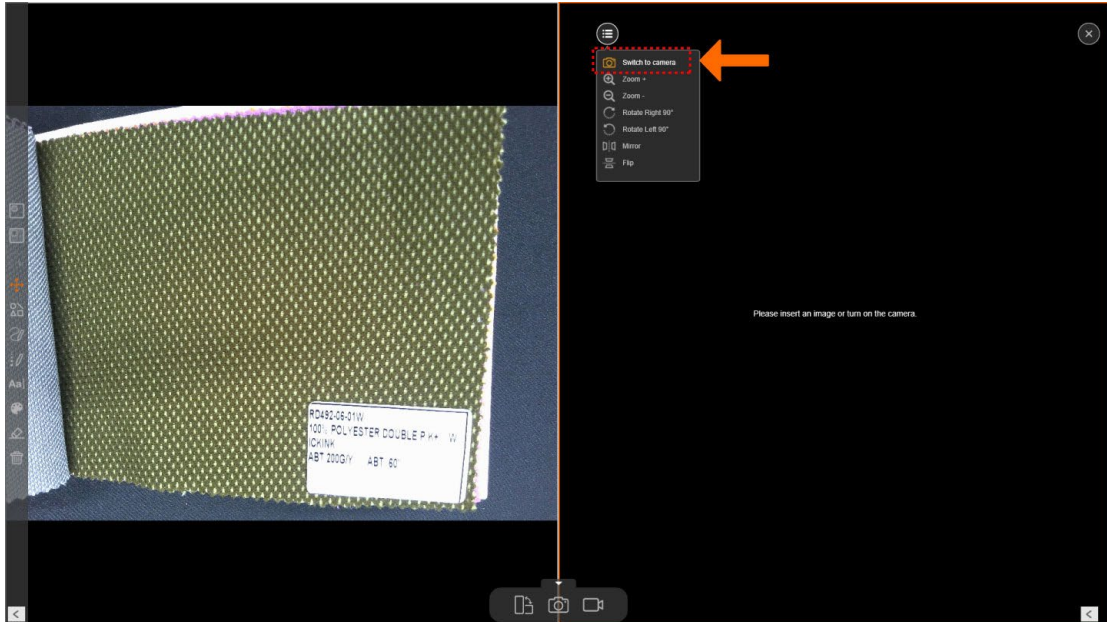 Switch to camera
Zoom +
Zoom -
Rotate Right 90°
Rotate Left 90°
Mirror
Flip
Please insert an image or turn on the camera.
Aa
RD492-06-01W
100% POLYESTER DOUBLE P K+ W
ICKINK
ABT 200G/Y ABT 60"